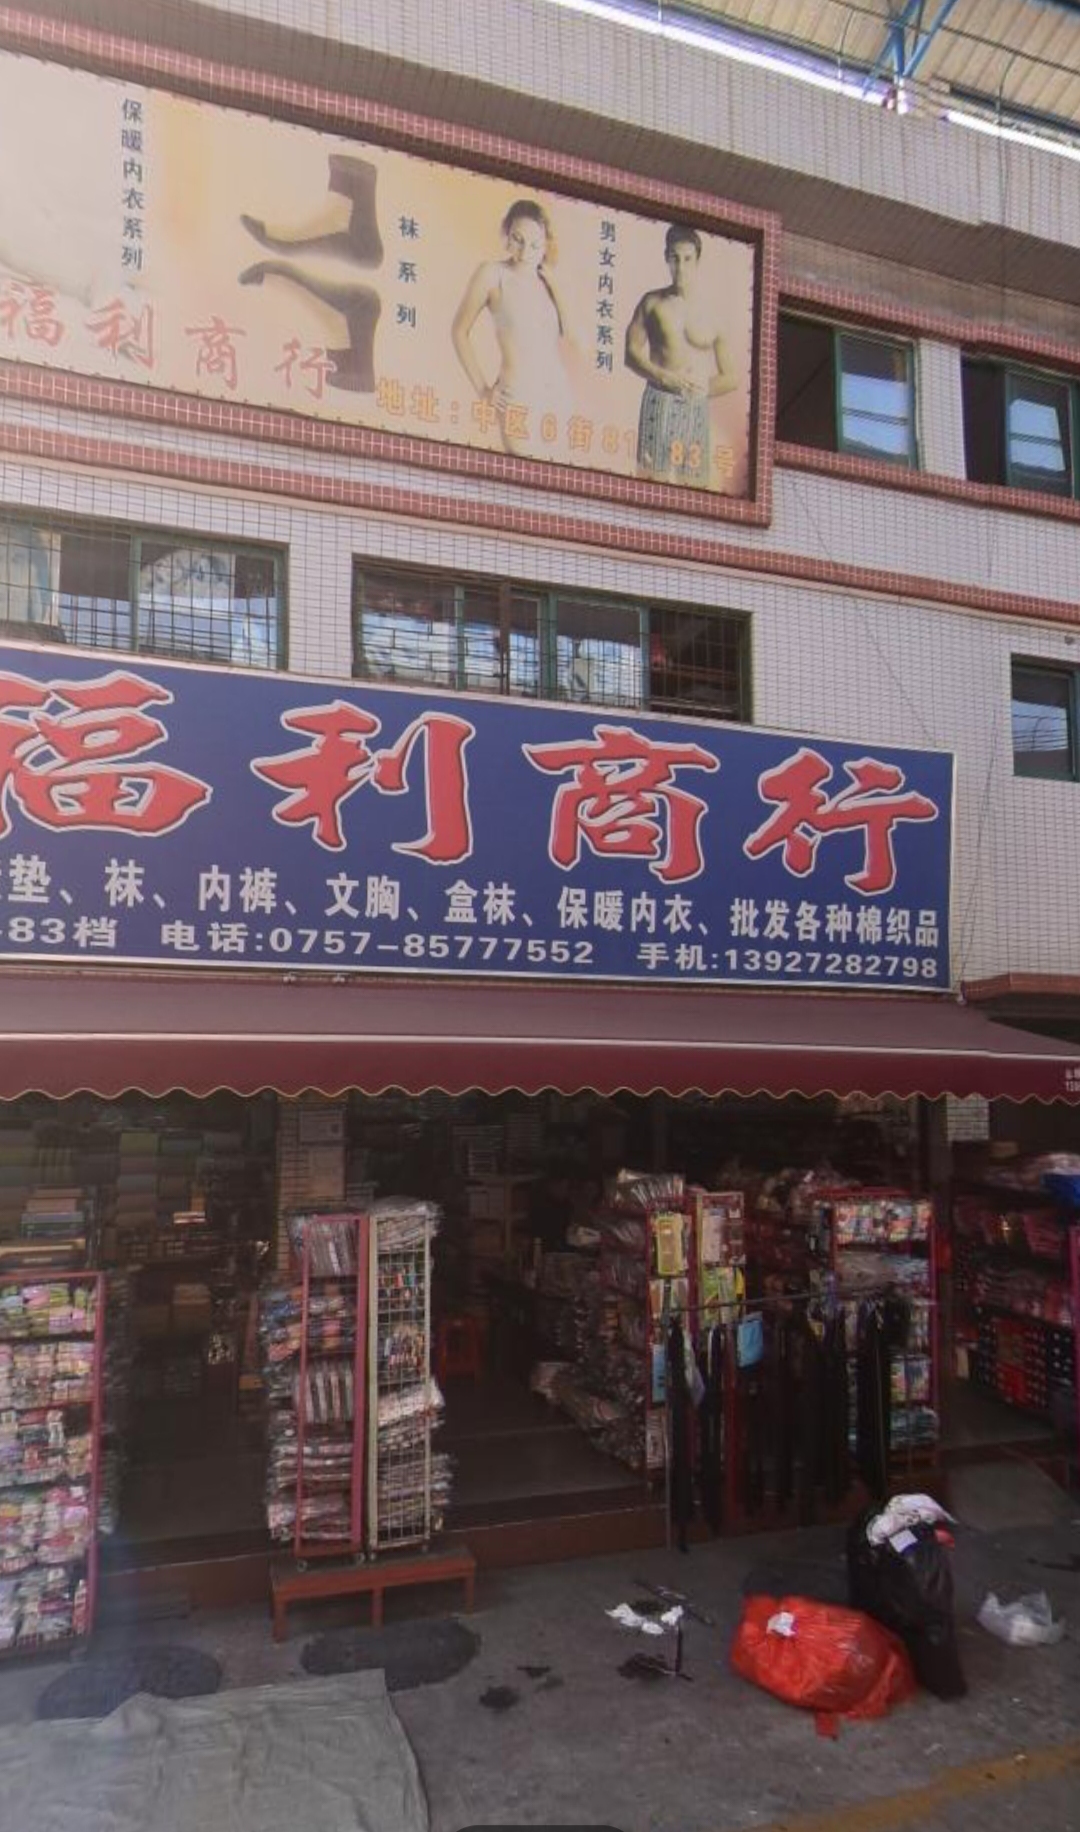 保暖内衣系列
袜系列
男女内衣系列
福利商行
地址：中区6街81 83号
福利商行
垫、袜、内裤、文胸、盒袜、保暖内衣、批发各种棉织品
-83档 电话:0757-85777552 手机:13927282798